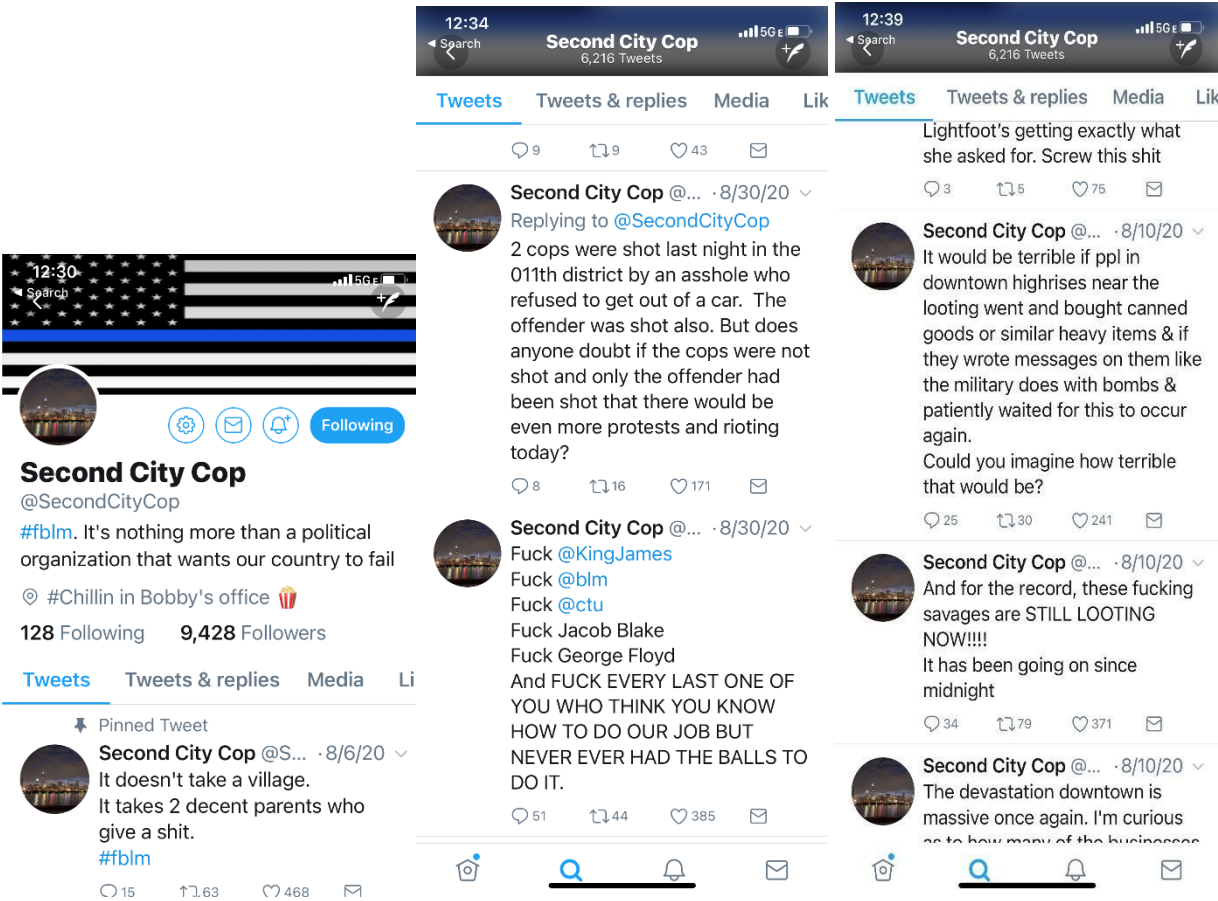 12:30
5GE
Search
Following
Second City Cop
@SecondCityCop
#fblm. It's nothing more than a political
organization that wants our country to fail
#Chillin in Bobby's office 🍿
128 Following 9,428 Followers
Tweets Tweets & replies Media Li
Pinned Tweet
Second City Cop @S... · 8/6/20
It doesn't take a village.
It takes 2 decent parents who
give a shit.
#fblm
15 63 468
12:34
5GE
Search
Second City Cop
6,216 Tweets
Tweets Tweets & replies Media Lik
9 9 43
Second City Cop @... · 8/30/20
Replying to @SecondCityCop
2 cops were shot last night in the
011th district by an asshole who
refused to get out of a car. The
offender was shot also. But does
anyone doubt if the cops were not
shot and only the offender had
been shot that there would be
even more protests and rioting
today?
8 16 171
Second City Cop @... · 8/30/20
Fuck @KingJames
Fuck @blm
Fuck @ctu
Fuck Jacob Blake
Fuck George Floyd
And FUCK EVERY LAST ONE OF
YOU WHO THINK YOU KNOW
HOW TO DO OUR JOB BUT
NEVER EVER HAD THE BALLS TO
DO IT.
51 44 385
12:39
5GE
Search
Second City Cop
6,216 Tweets
Tweets Tweets & replies Media Lik
Lightfoot's getting exactly what
she asked for. Screw this shit
3 5 75
Second City Cop @... · 8/10/20
It would be terrible if ppl in
downtown highrises near the
looting went and bought canned
goods or similar heavy items & if
they wrote messages on them like
the military does with bombs &
patiently waited for this to occur
again.
Could you imagine how terrible
that would be?
25 30 241
Second City Cop @... · 8/10/20
And for the record, these fucking
savages are STILL LOOTING
NOW!!!!
It has been going on since
midnight
34 79 371
Second City Cop @... · 8/10/20
The devastation downtown is
massive once again. I'm curious
as to how many of the businesses